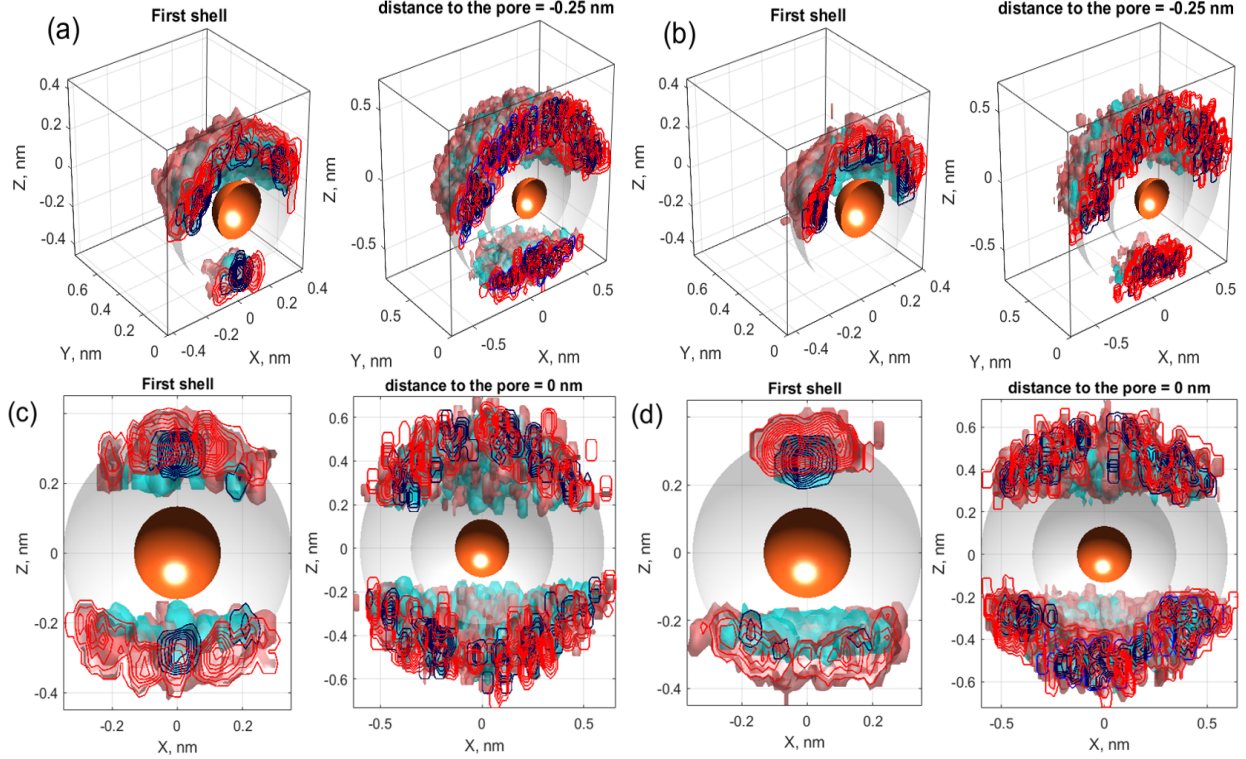 (a)
First shell
distance to the pore = -0.25 nm
(b)
First shell
distance to the pore = -0.25 nm
Z, nm
0.4
0.2
0
-0.2
-0.4
0.6
0.4
0.2
0
Y, nm
-0.4
-0.2
0
0.2
0.4
X, nm
Z, nm
0.5
0
-0.5
0.5
0
Y, nm
-0.5
0
0.5
X, nm
Z, nm
0.4
0.2
0
-0.2
-0.4
0.6
0.4
0.2
0
Y, nm
-0.4
-0.2
0
0.2
0.4
X, nm
Z, nm
0.5
0
-0.5
0.5
0
Y, nm
-0.5
0
0.5
X, nm
(c)
First shell
distance to the pore = 0 nm
(d)
First shell
distance to the pore = 0 nm
Z, nm
0.2
0
-0.2
-0.4
-0.2
0
0.2
X, nm
Z, nm
0.6
0.4
0.2
0
-0.2
-0.4
-0.6
-0.5
0
0.5
X, nm
Z, nm
0.2
0
-0.2
-0.4
-0.2
0
0.2
X, nm
Z, nm
0.6
0.4
0.2
0
-0.2
-0.4
-0.6
-0.5
0
0.5
X, nm